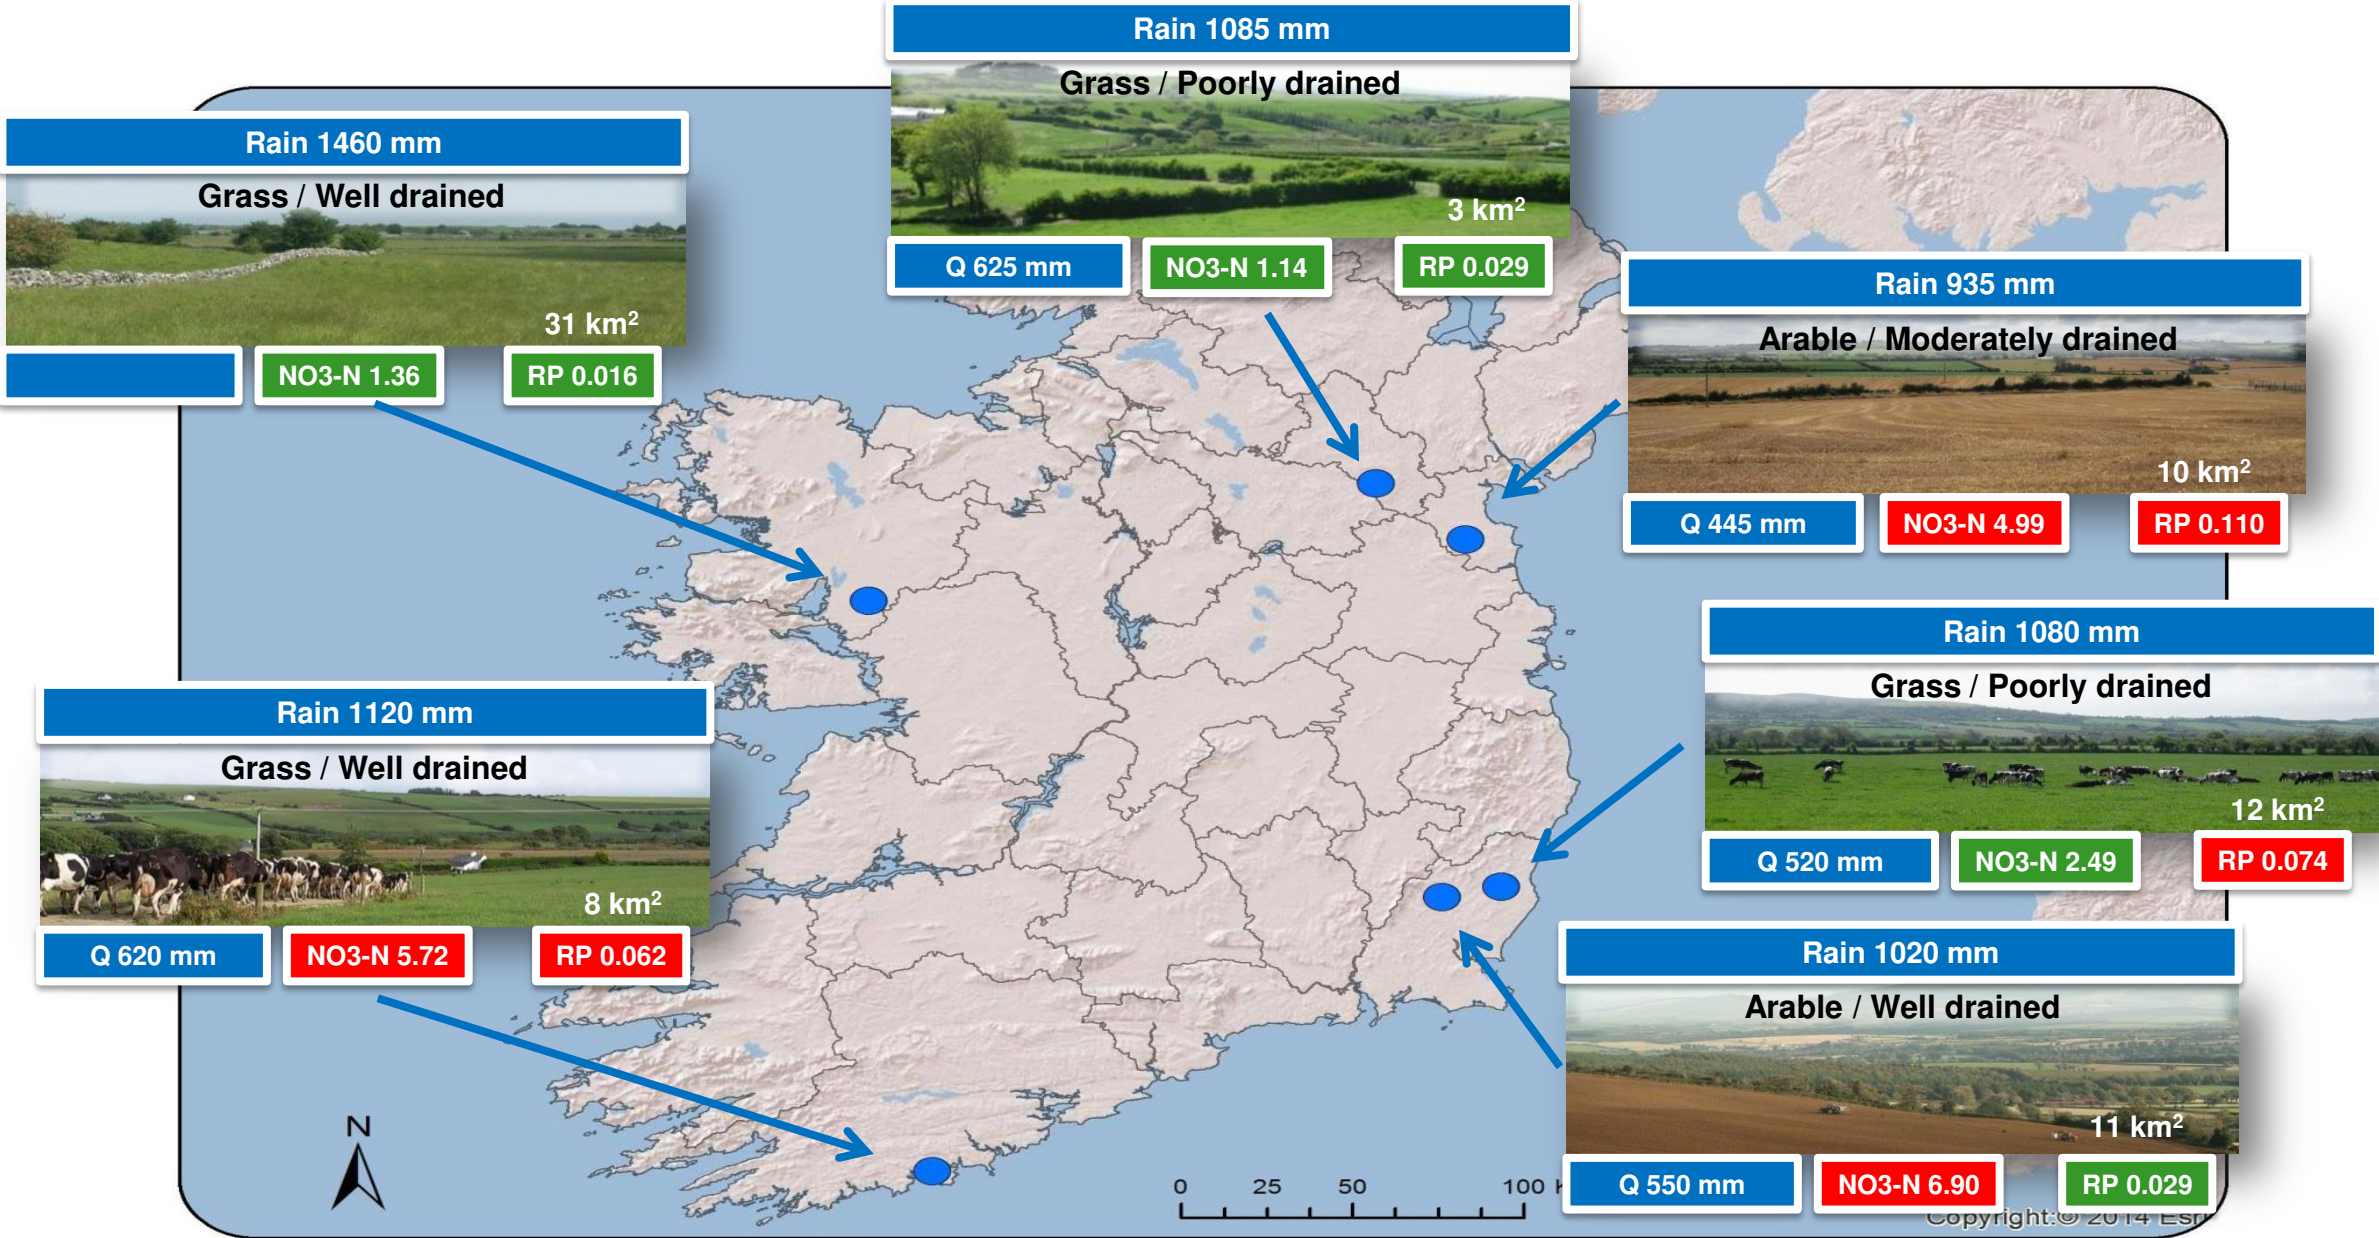 Rain 1085 mm
Grass / Poorly drained
3 km²
Q 625 mm
NO3-N 1.14
RP 0.029
Rain 1460 mm
Grass / Well drained
31 km²
NO3-N 1.36
RP 0.016
Rain 935 mm
Arable / Moderately drained
10 km²
Q 445 mm
NO3-N 4.99
RP 0.110
Rain 1080 mm
Grass / Poorly drained
12 km²
Q 520 mm
NO3-N 2.49
RP 0.074
Rain 1120 mm
Grass / Well drained
8 km²
Q 620 mm
NO3-N 5.72
RP 0.062
Rain 1020 mm
Arable / Well drained
11 km²
Q 550 mm
NO3-N 6.90
RP 0.029
N
0 25 50 100
Copyright:© 2014 Esri